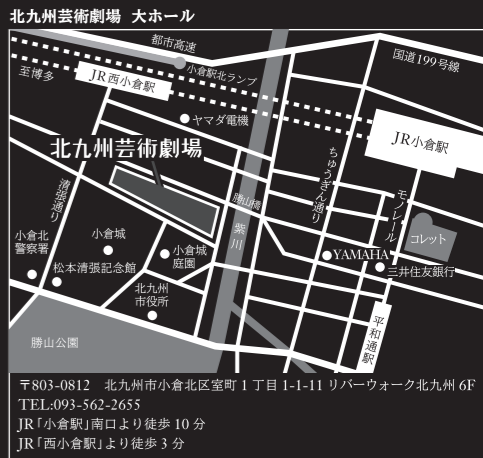 北九州芸術劇場 大ホール
都市高速
小倉駅北ランプ
国道199号線
至博多
JR西小倉駅
ヤマダ電機
JR小倉駅
北九州芸術劇場
ちゅうぎん通り
モノレール
清張通り
勝山橋
紫川
コレット
小倉北
警察署
小倉城
小倉城
庭園
YAMAHA
三井住友銀行
松本清張記念館
北九州
市役所
平和通駅
勝山公園
〒803-0812 北九州市小倉北区室町1丁目1-1-11 リバーウォーク北九州 6F
TEL:093-562-2655
JR「小倉駅」南口より徒歩10分
JR「西小倉駅」より徒歩3分